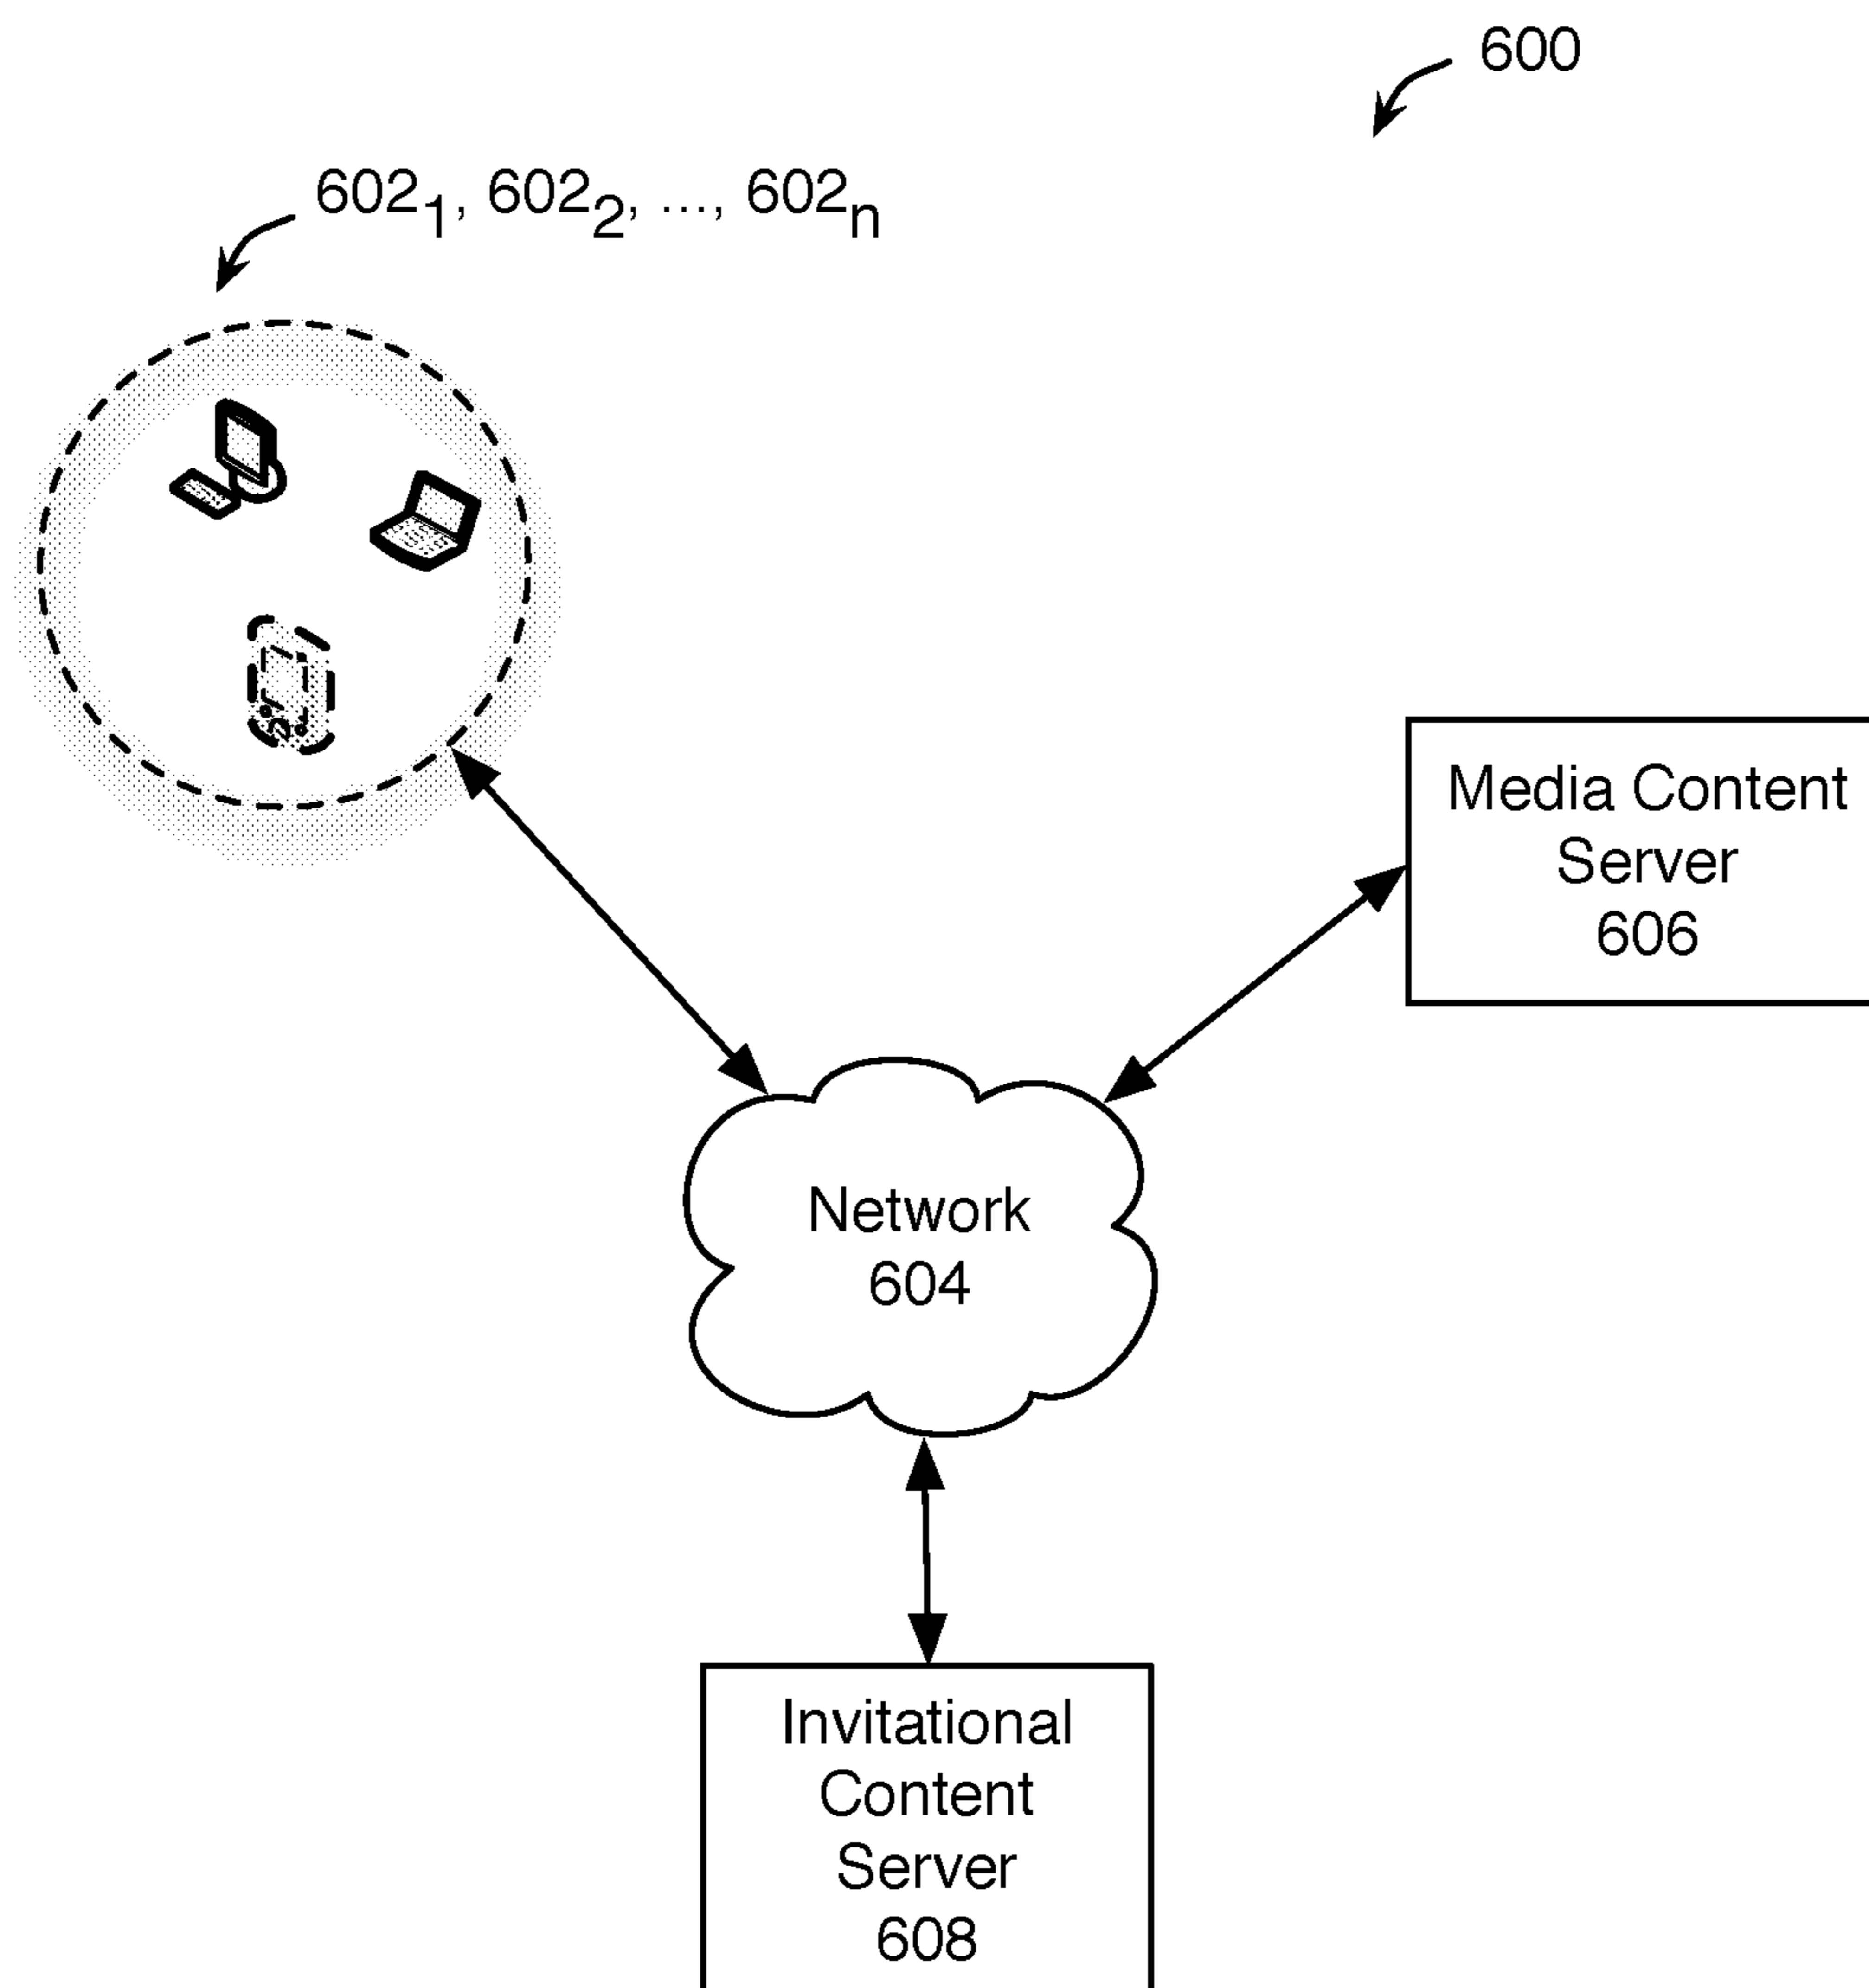 600
602₁, 602₂, ..., 602ₙ
Media Content
Server
606
Network
604
Invitational
Content
Server
608